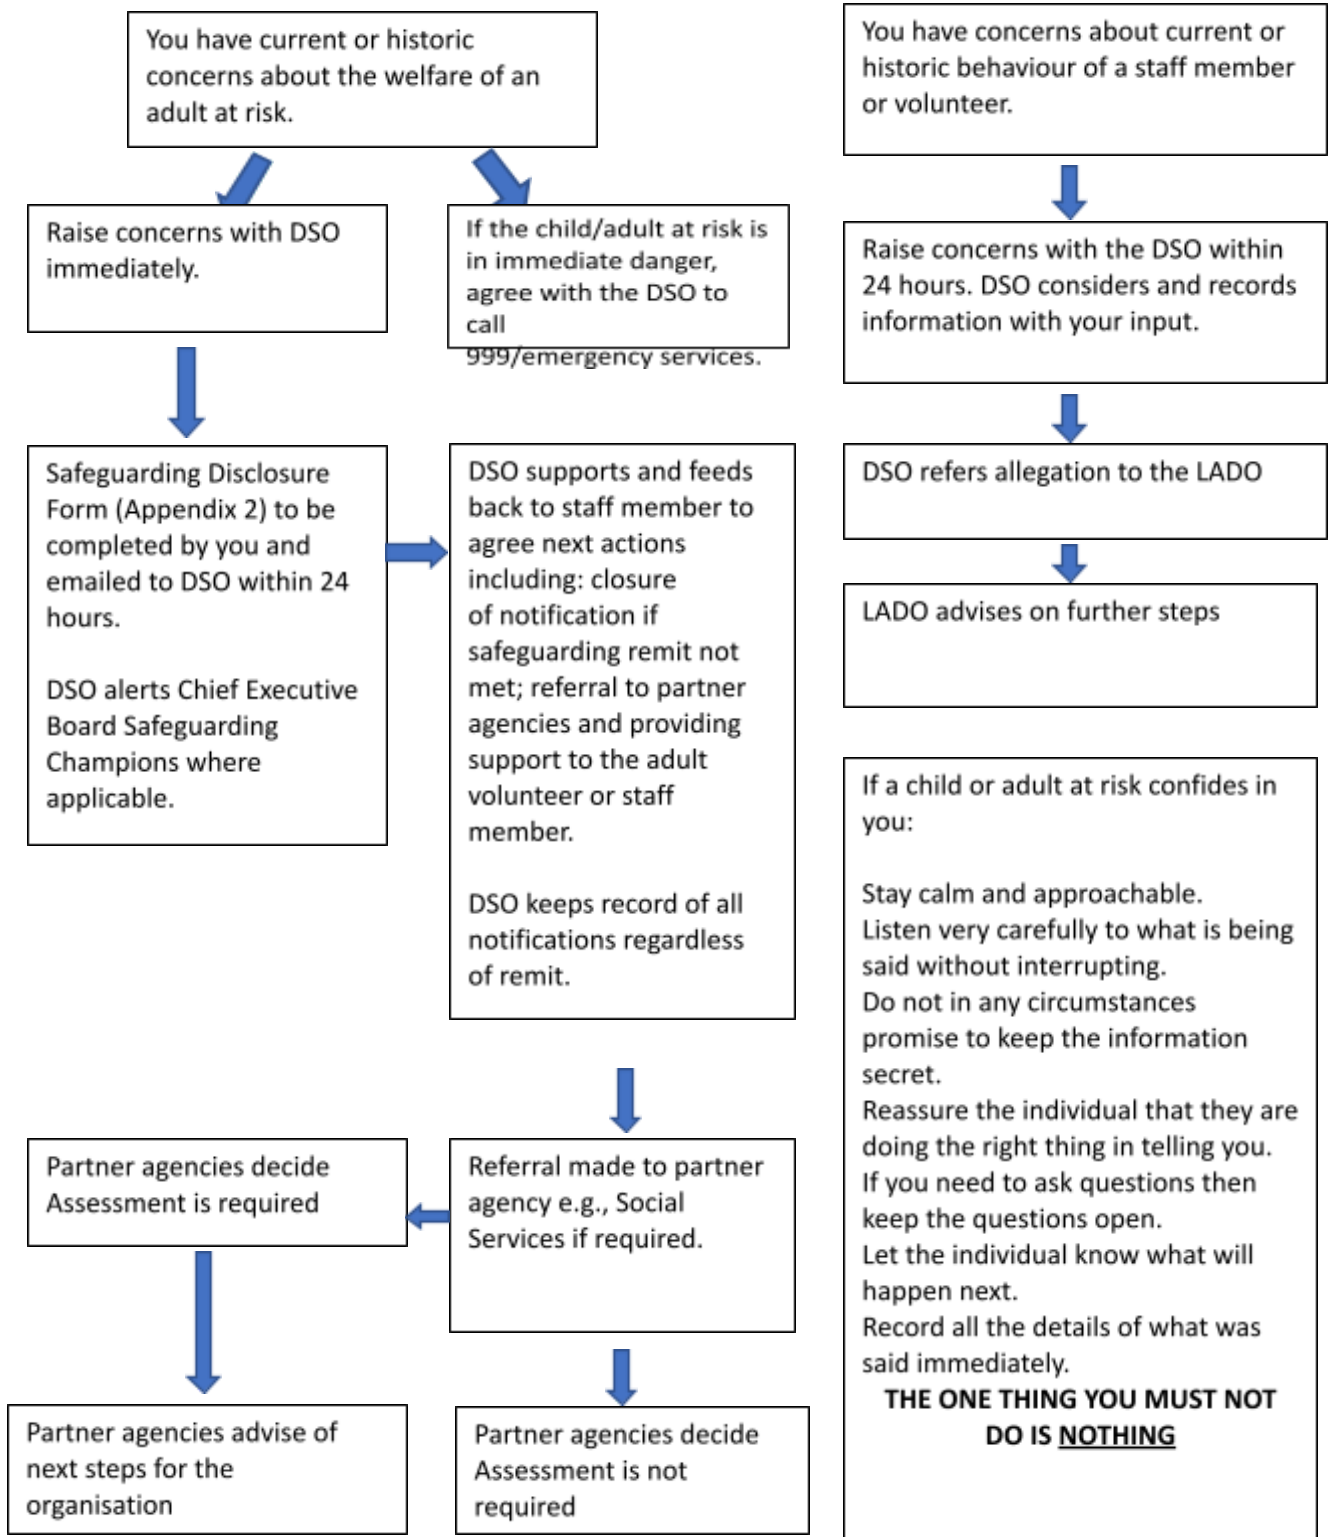 You have current or historic
concerns about the welfare of an
adult at risk.
Raise concerns with DSO
immediately.
If the child/adult at risk is
in immediate danger,
agree with the DSO to
call
999/emergency services.
Safeguarding Disclosure
Form (Appendix 2) to be
completed by you and
emailed to DSO within 24
hours.
DSO alerts Chief Executive
Board Safeguarding
Champions where
applicable.
DSO supports and feeds
back to staff member to
agree next actions
including: closure
of notification if
safeguarding remit not
met; referral to partner
agencies and providing
support to the adult
volunteer or staff
member.
DSO keeps record of all
notifications regardless
of remit.
Partner agencies decide
Assessment is required
Referral made to partner
agency e.g., Social
Services if required.
Partner agencies advise of
next steps for the
organisation
Partner agencies decide
Assessment is not
required
You have concerns about current or
historic behaviour of a staff member
or volunteer.
Raise concerns with the DSO within
24 hours. DSO considers and records
information with your input.
DSO refers allegation to the LADO
LADO advises on further steps
If a child or adult at risk confides in
you:
Stay calm and approachable.
Listen very carefully to what is being
said without interrupting.
Do not in any circumstances
promise to keep the information
secret.
Reassure the individual that they are
doing the right thing in telling you.
If you need to ask questions then
keep the questions open.
Let the individual know what will
happen next.
Record all the details of what was
said immediately.
THE ONE THING YOU MUST NOT
DO IS NOTHING